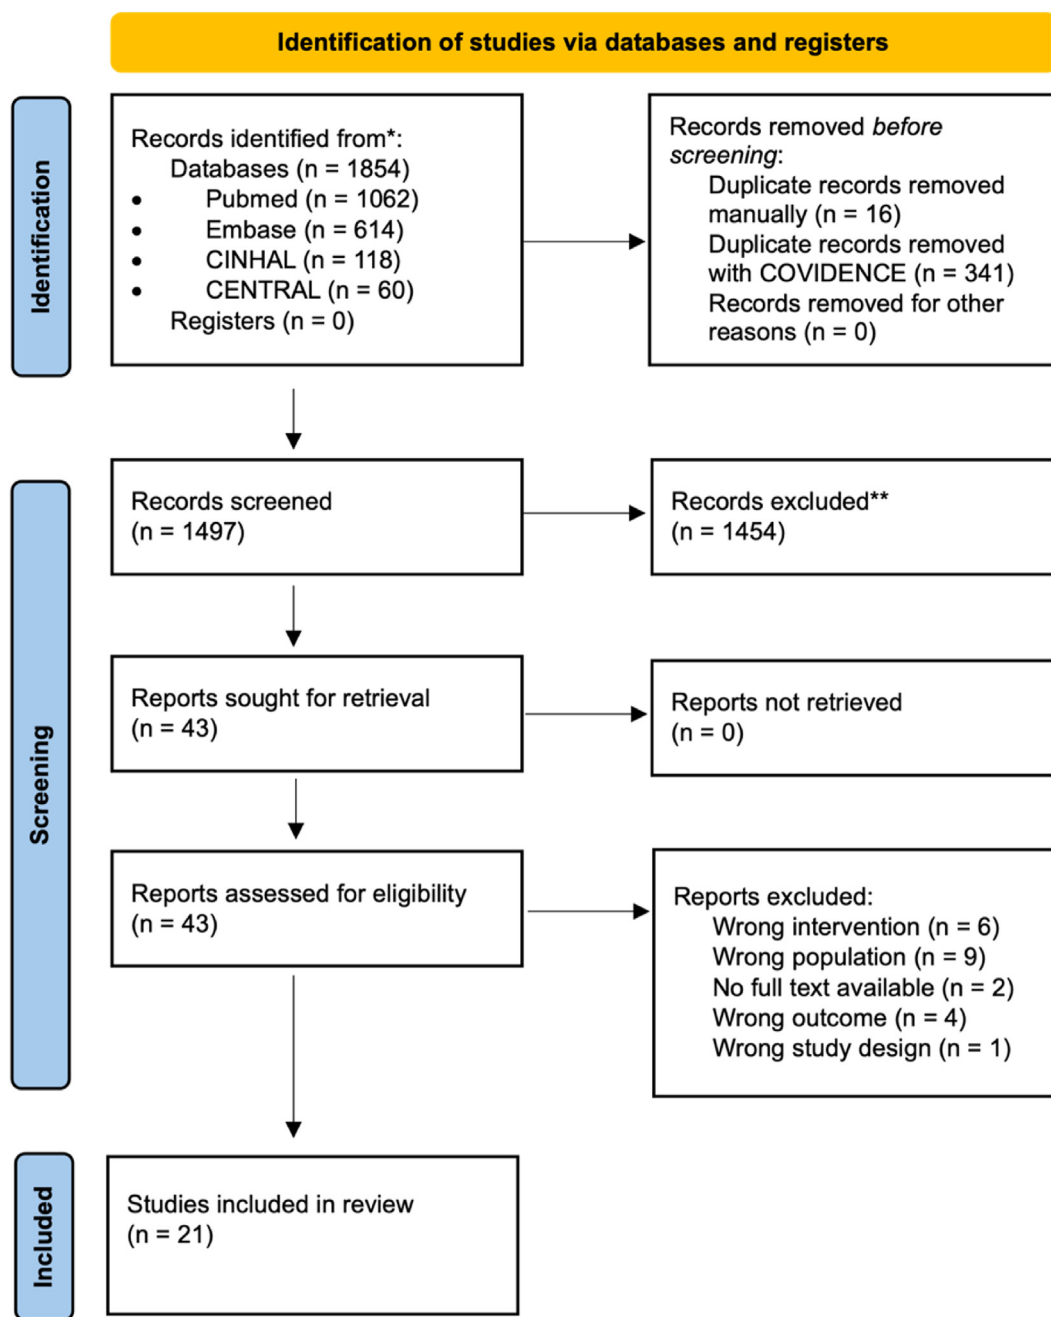 Identification of studies via databases and registers
Identification
Records identified from*:
Databases (n = 1854)
• Pubmed (n = 1062)
• Embase (n = 614)
• CINHAL (n = 118)
• CENTRAL (n = 60)
Registers (n = 0)
Records removed before
screening:
Duplicate records removed
manually (n = 16)
Duplicate records removed
with COVIDENCE (n = 341)
Records removed for other
reasons (n = 0)
Screening
Records screened
(n = 1497)
Records excluded**
(n = 1454)
Reports sought for retrieval
(n = 43)
Reports not retrieved
(n = 0)
Reports assessed for eligibility
(n = 43)
Reports excluded:
Wrong intervention (n = 6)
Wrong population (n = 9)
No full text available (n = 2)
Wrong outcome (n = 4)
Wrong study design (n = 1)
Included
Studies included in review
(n = 21)